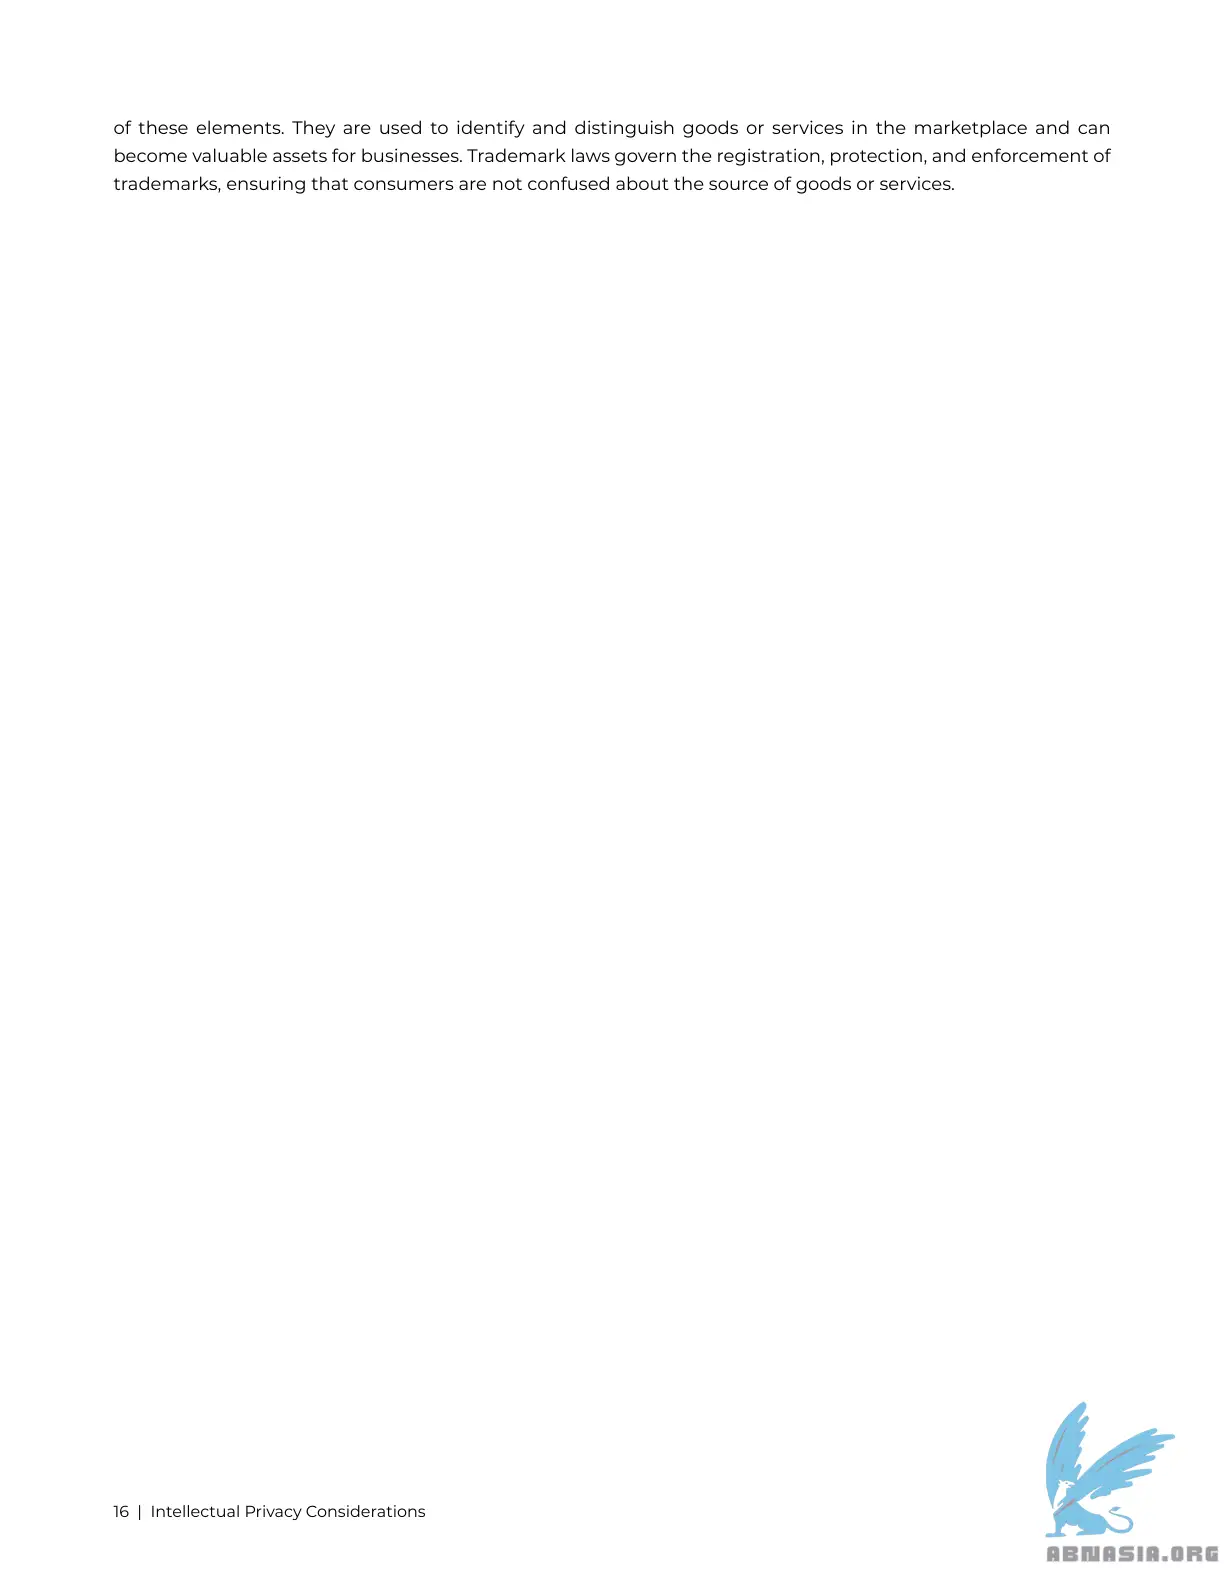 of these elements. They are used to identify and distinguish goods or services in the marketplace and can
become valuable assets for businesses. Trademark laws govern the registration, protection, and enforcement of
trademarks, ensuring that consumers are not confused about the source of goods or services.
16 | Intellectual Privacy Considerations
ABNASIA.ORG